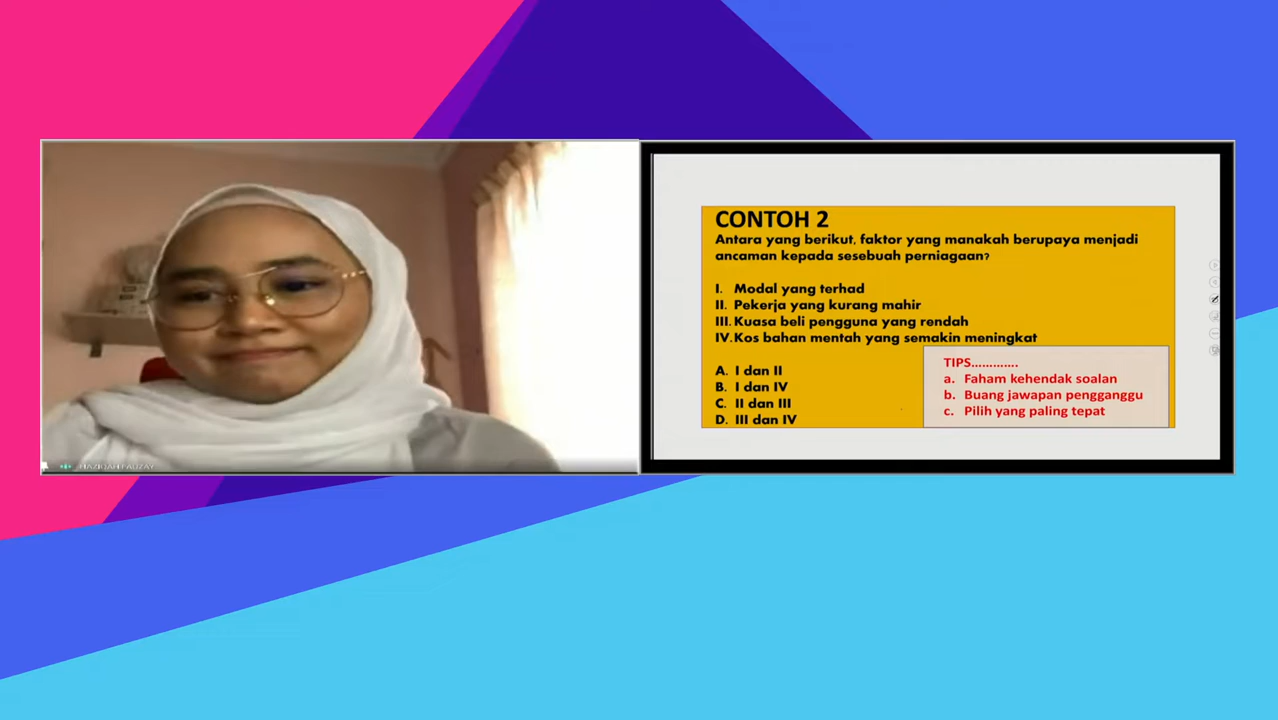 HAZIQAH FAUZAY
CONTOH 2
Antara yang berikut, faktor yang manakah berupaya menjadi
ancaman kepada sesebuah perniagaan?
I. Modal yang terhad
II. Pekerja yang kurang mahir
III. Kuasa beli pengguna yang rendah
IV. Kos bahan mentah yang semakin meningkat
A. I dan II
B. I dan IV
C. II dan III
D. III dan IV
TIPS.............
a. Faham kehendak soalan
b. Buang jawapan pengganggu
c. Pilih yang paling tepat